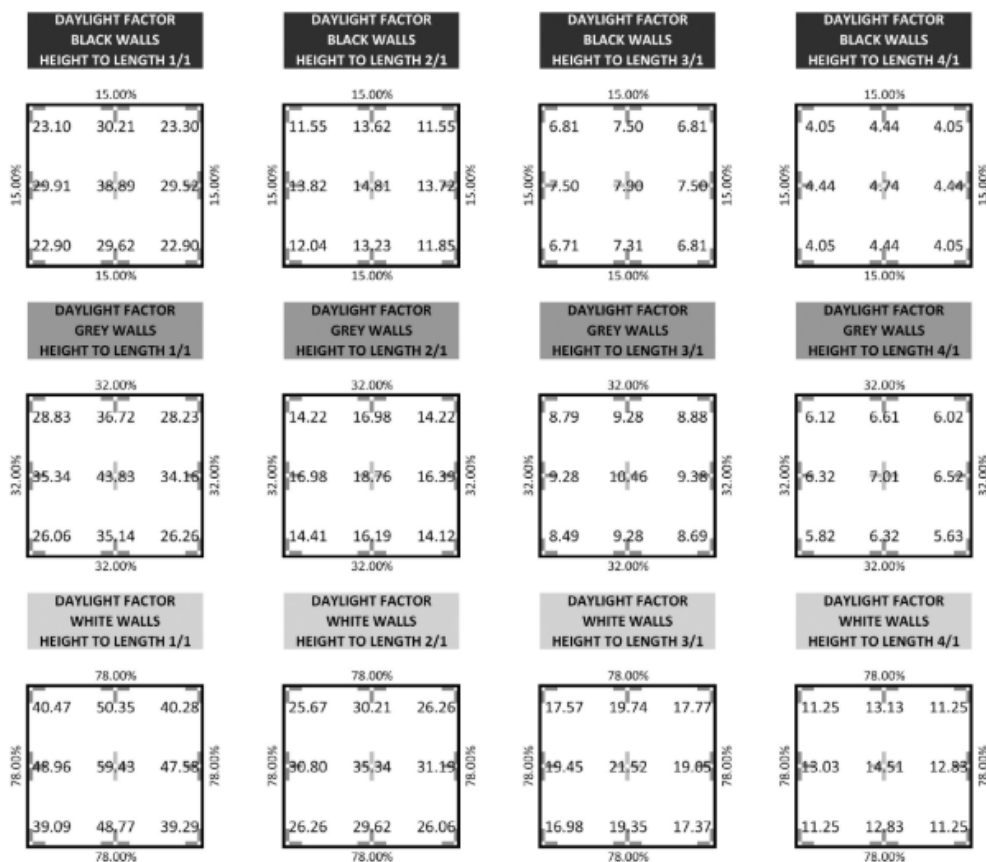 DAYLIGHT FACTOR
BLACK WALLS
HEIGHT TO LENGTH 1/1
15.00%
23.10 30.21 23.30
15.00%
29.91 38.89 29.52
15.00%
22.90 29.62 22.90
15.00%
DAYLIGHT FACTOR
BLACK WALLS
HEIGHT TO LENGTH 2/1
15.00%
11.55 13.62 11.55
15.00%
13.82 14.81 13.72
15.00%
12.04 13.23 11.85
15.00%
DAYLIGHT FACTOR
BLACK WALLS
HEIGHT TO LENGTH 3/1
15.00%
6.81 7.50 6.81
15.00%
7.50 7.90 7.50
15.00%
6.71 7.31 6.81
15.00%
DAYLIGHT FACTOR
BLACK WALLS
HEIGHT TO LENGTH 4/1
15.00%
4.05 4.44 4.05
15.00%
4.44 4.74 4.44
15.00%
4.05 4.44 4.05
15.00%
DAYLIGHT FACTOR
GREY WALLS
HEIGHT TO LENGTH 1/1
32.00%
28.83 36.72 28.23
32.00%
35.34 43.83 34.16
32.00%
26.06 35.14 26.26
32.00%
DAYLIGHT FACTOR
GREY WALLS
HEIGHT TO LENGTH 2/1
32.00%
14.22 16.98 14.22
32.00%
16.98 18.76 16.39
32.00%
14.41 16.19 14.12
32.00%
DAYLIGHT FACTOR
GREY WALLS
HEIGHT TO LENGTH 3/1
32.00%
8.79 9.28 8.88
32.00%
9.28 10.46 9.38
32.00%
8.49 9.28 8.69
32.00%
DAYLIGHT FACTOR
GREY WALLS
HEIGHT TO LENGTH 4/1
32.00%
6.12 6.61 6.02
32.00%
6.32 7.01 6.52
32.00%
5.82 6.32 5.63
32.00%
DAYLIGHT FACTOR
WHITE WALLS
HEIGHT TO LENGTH 1/1
78.00%
40.47 50.35 40.28
78.00%
48.96 59.43 47.58
78.00%
39.09 48.77 39.29
78.00%
DAYLIGHT FACTOR
WHITE WALLS
HEIGHT TO LENGTH 2/1
78.00%
25.67 30.21 26.26
78.00%
30.80 35.34 31.19
78.00%
26.26 29.62 26.06
78.00%
DAYLIGHT FACTOR
WHITE WALLS
HEIGHT TO LENGTH 3/1
78.00%
17.57 19.74 17.77
78.00%
19.45 21.52 19.05
78.00%
16.98 19.35 17.37
78.00%
DAYLIGHT FACTOR
WHITE WALLS
HEIGHT TO LENGTH 4/1
78.00%
11.25 13.13 11.25
78.00%
13.03 14.51 12.83
78.00%
11.25 12.83 11.25
78.00%